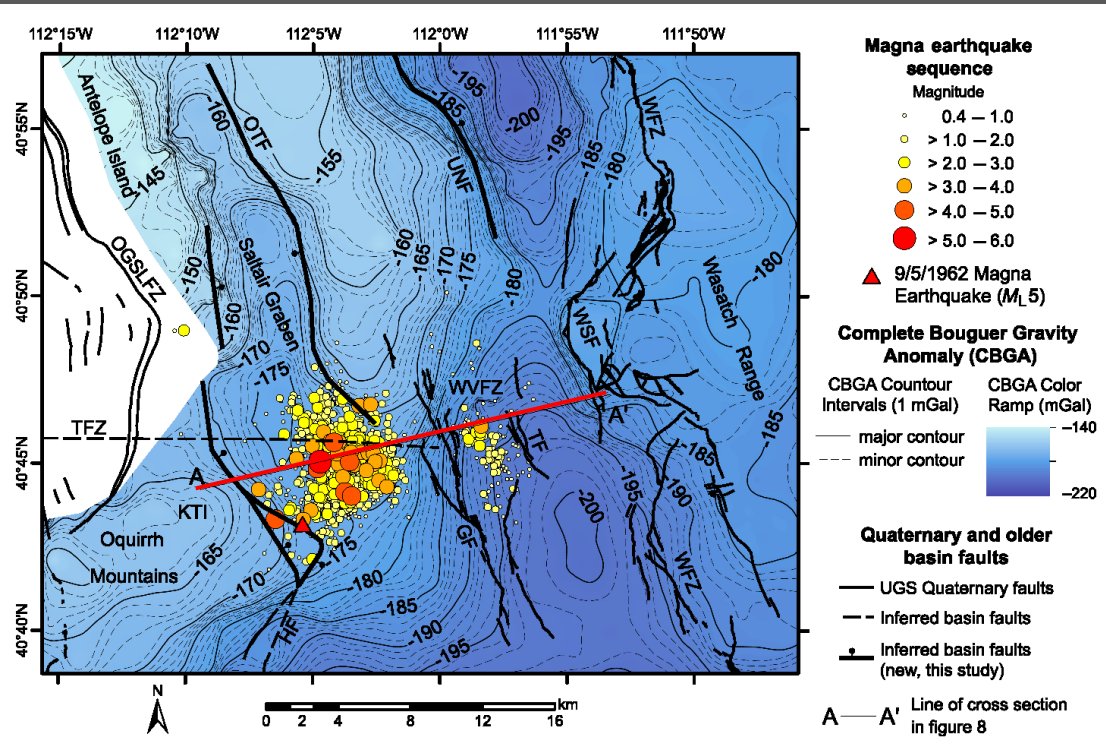 112°15'W 112°10'W 112°5'W 112°0'W 111°55'W 111°50'W
40°55'N
40°50'N
40°45'N
40°40'N
Antelope Island
-145
-160
OTF
-155
-195
-185
UNF
-200
-195
-185
-180
WFZ
OGSLFZ
-150
160
Saltair Graben
-160
-165
-170
-175
-180
WSF
Wasatch Range
-180
-170
-175
WVFZ
TFZ
A
A'
TF
KTI
-185
-185
Oquirrh
Mountains
-165
-170
-175
-180
-185
-190
-195
HF
GF
-200
-195
-190
WFZ
N
0 2 4 8 12 16
km
Magna earthquake
sequence
Magnitude
0.4 – 1.0
> 1.0 – 2.0
> 2.0 – 3.0
> 3.0 – 4.0
> 4.0 – 5.0
> 5.0 – 6.0
9/5/1962 Magna
Earthquake (ML5)
Complete Bouguer Gravity
Anomaly (CBGA)
CBGA Countour
Intervals (1 mGal)
major contour
minor contour
CBGA Color
Ramp (mGal)
–140
–220
Quaternary and older
basin faults
UGS Quaternary faults
Inferred basin faults
Inferred basin faults
(new, this study)
A A' Line of cross section
in figure 8